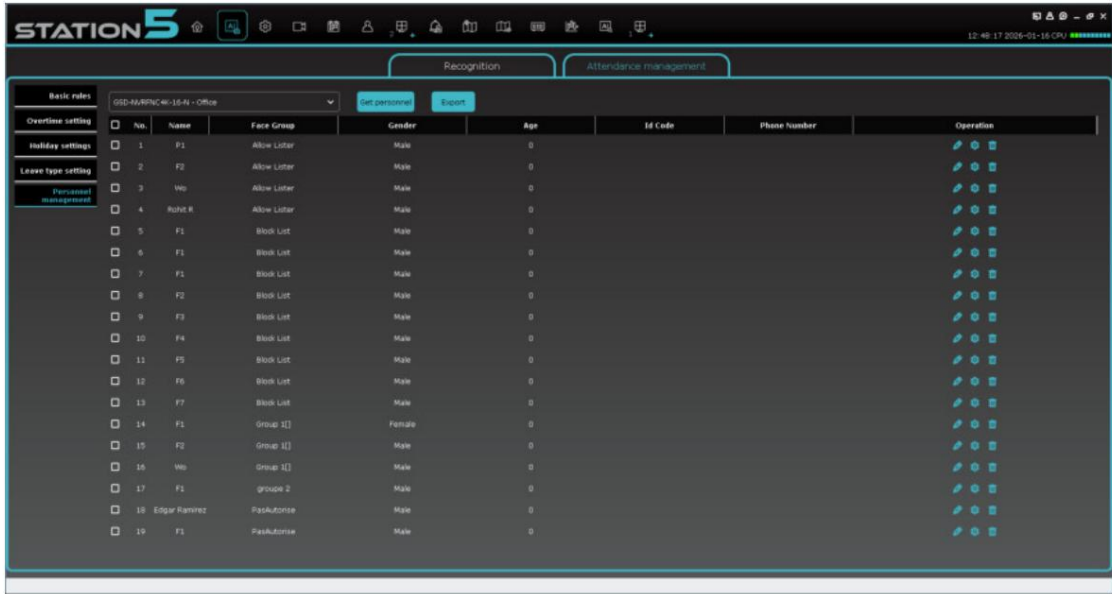 STATION5
12:48:17 2026-01-16 CPU
Recognition Attendance management
Basic rules
Overtime setting
Holiday settings
Leave type setting
Personnel management
GSD-NVRFNC4K-16-N - Office Get personnel Export
No. Name Face Group Gender Age Id Code Phone Number Operation
1 P1 Allow Lister Male 0
2 F2 Allow Lister Male 0
3 Wo Allow Lister Male 0
4 Rohit R Allow Lister Male 0
5 F1 Block List Male 0
6 F1 Block List Male 0
7 F1 Block List Male 0
8 F2 Block List Male 0
9 F3 Block List Male 0
10 F4 Block List Male 0
11 F5 Block List Male 0
12 F6 Block List Male 0
13 F7 Block List Male 0
14 F1 Group 1[] Female 0
15 F2 Group 1[] Male 0
16 Wo Group 1[] Male 0
17 F1 groupe 2 Male 0
18 Edgar Ramirez PasAutorise Male 0
19 F1 PasAutorise Male 0